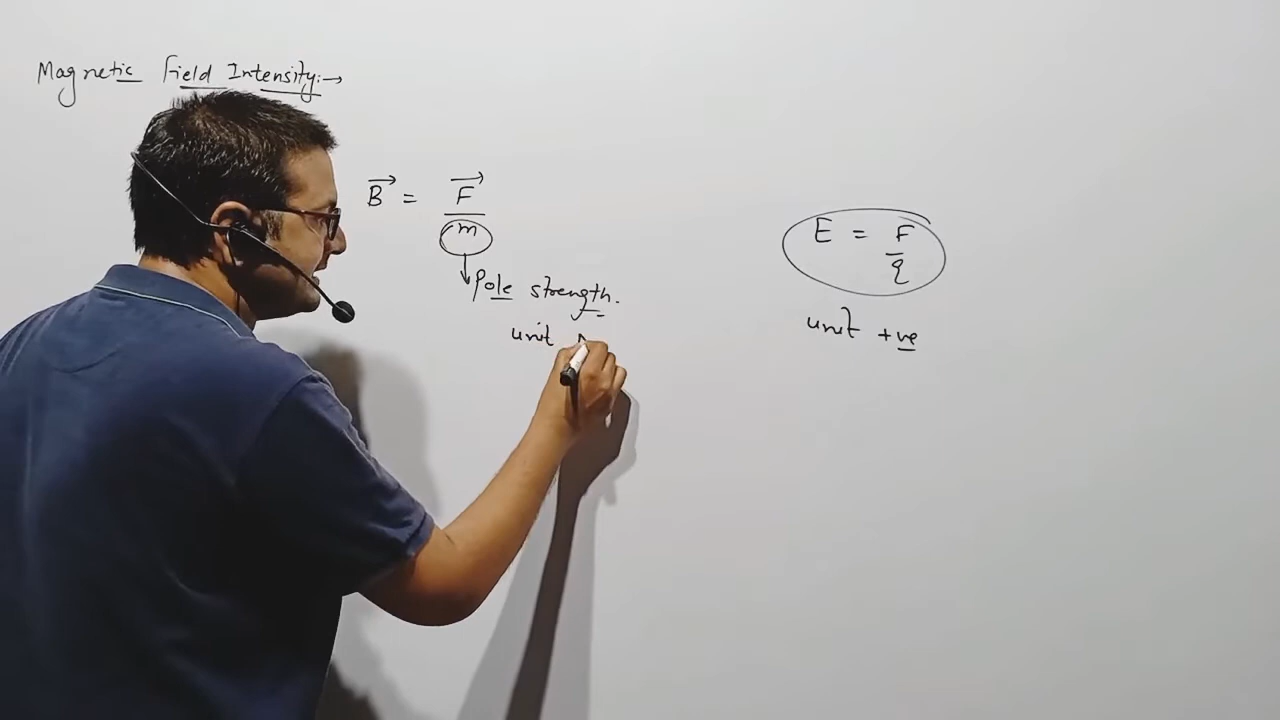 Magnetic Field Intensity:→
B⃗ = F⃗/m
Pole strength.
unit
E = F/q
unit +ve